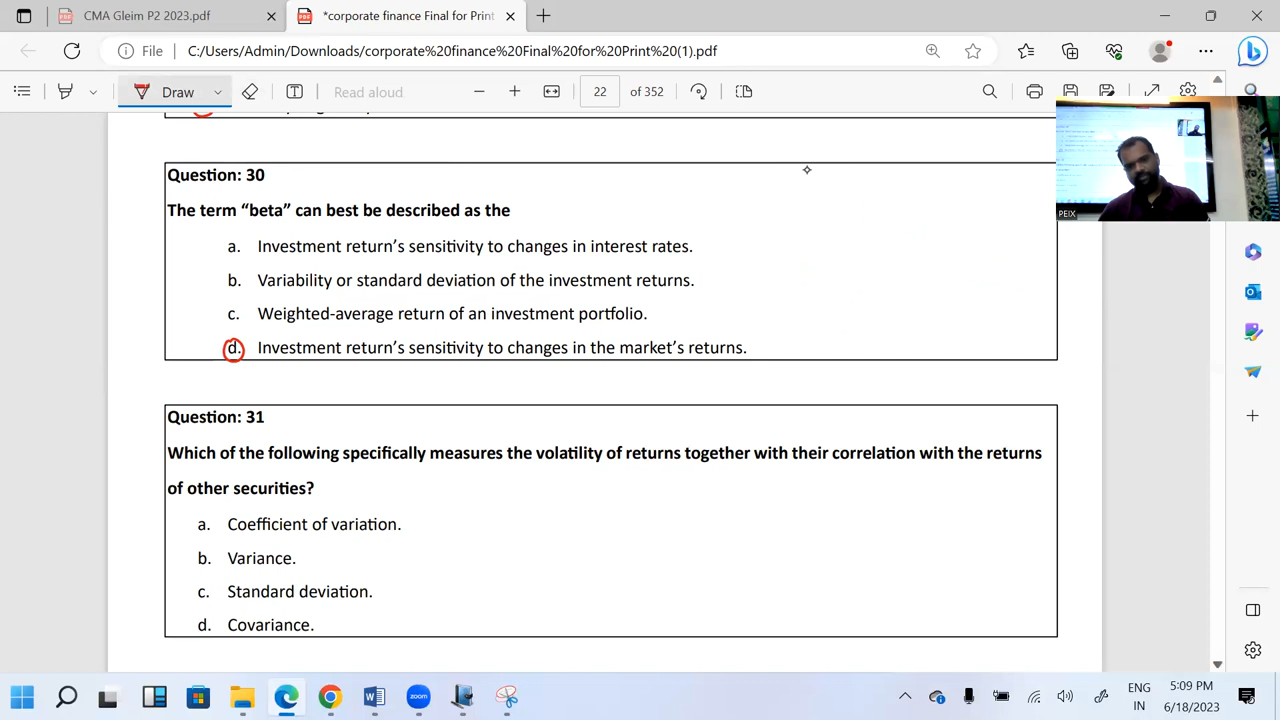 CMA Gleim P2 2023.pdf
*corporate finance Final for Print
File
C:/Users/Admin/Downloads/corporate%20finance%20Final%20for%20Print%20(1).pdf
Draw
Read aloud
22
of 352
Question: 30
The term “beta” can best be described as the
a. Investment return’s sensitivity to changes in interest rates.
b. Variability or standard deviation of the investment returns.
c. Weighted-average return of an investment portfolio.
d. Investment return’s sensitivity to changes in the market’s returns.
Question: 31
Which of the following specifically measures the volatility of returns together with their correlation with the returns
of other securities?
a. Coefficient of variation.
b. Variance.
c. Standard deviation.
d. Covariance.
PEIX
zoom
ENG
IN
5:09 PM
6/18/2023